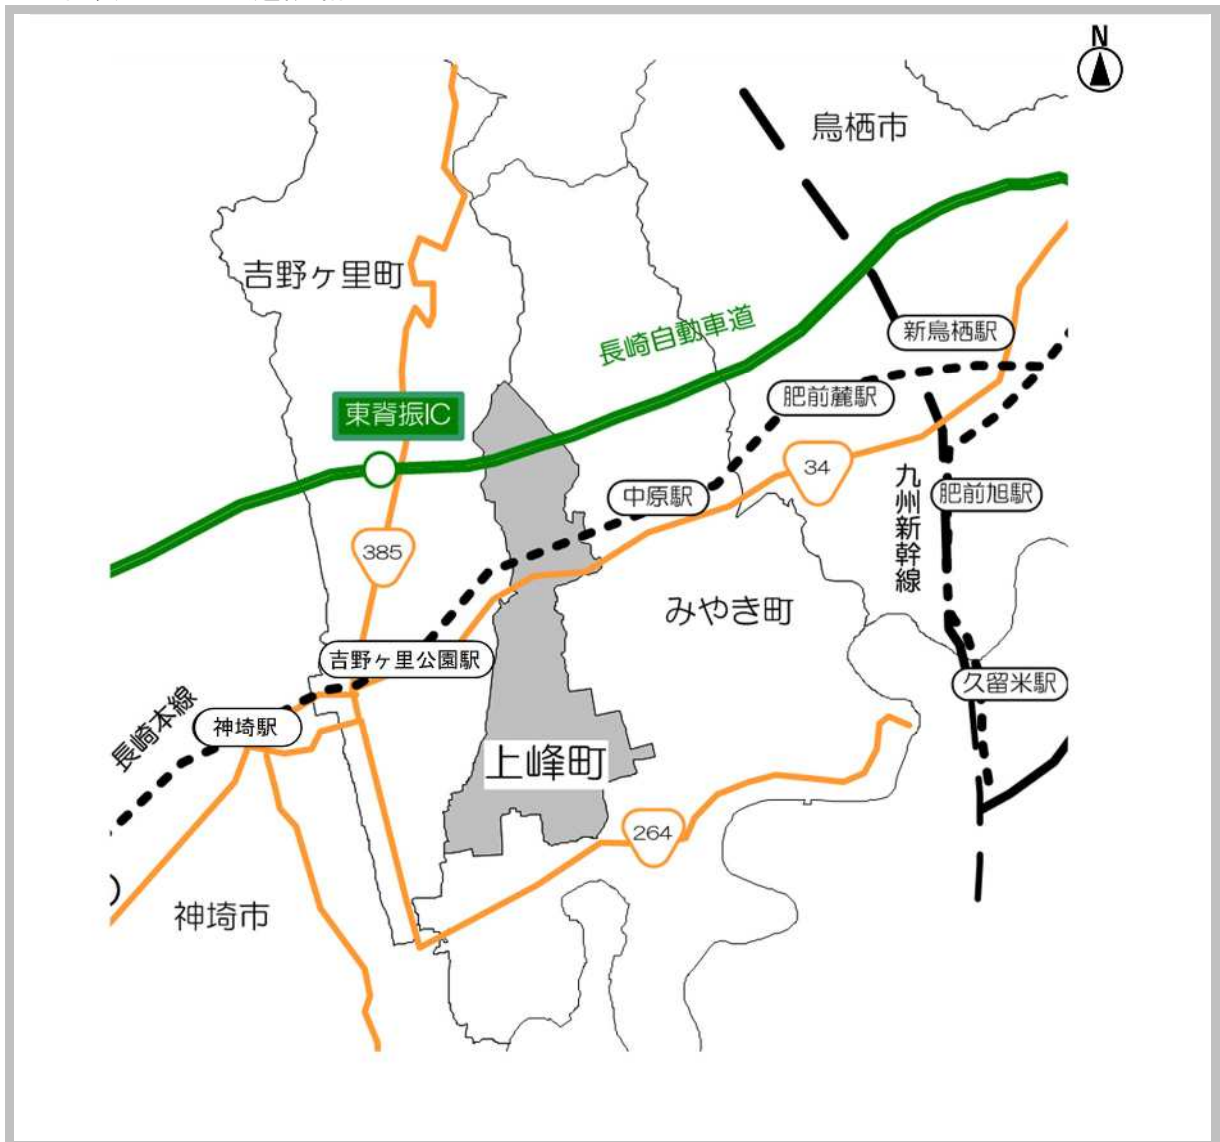 N
鳥栖市
吉野ヶ里町
長崎自動車道
新鳥栖駅
肥前麓駅
東脊振IC
34
中原駅
九州新幹線
肥前旭駅
385
みやき町
吉野ヶ里公園駅
久留米駅
長崎本線
神埼駅
上峰町
264
神埼市